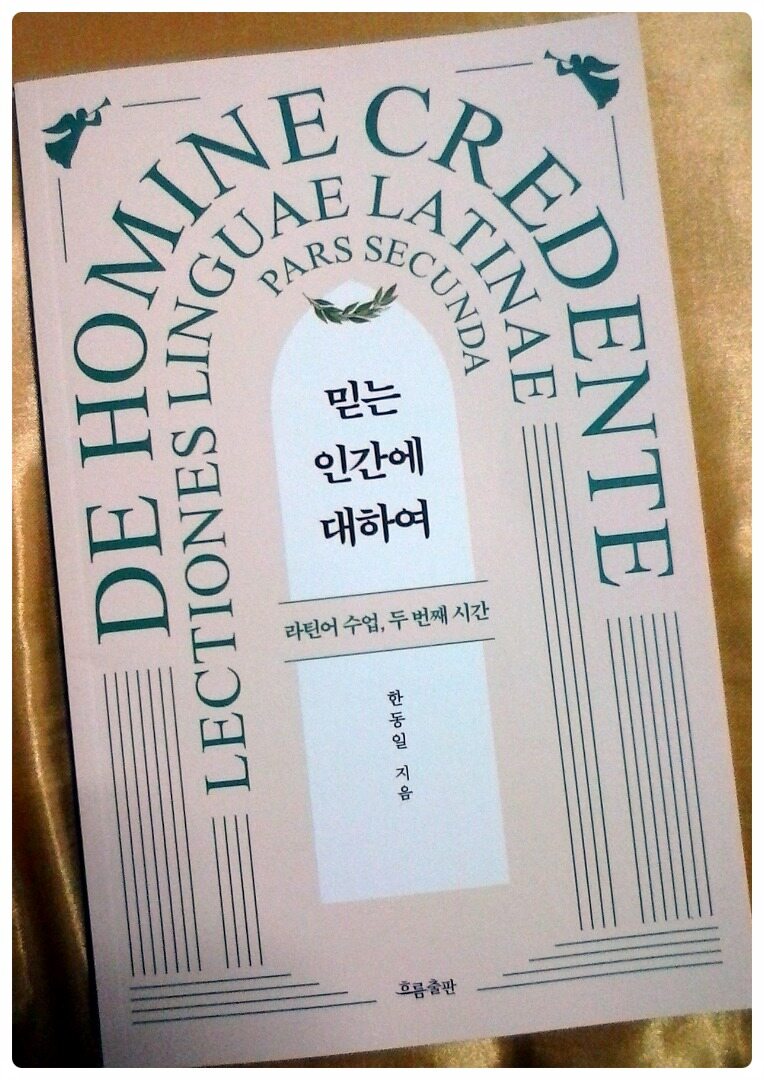 DE HOMINE CREDENTE
LECTIONES LINGUAE LATINAE
PARS SECUNDA
믿는
인간에
대하여
라틴어 수업, 두 번째 시간
한동일 지음
흐름출판